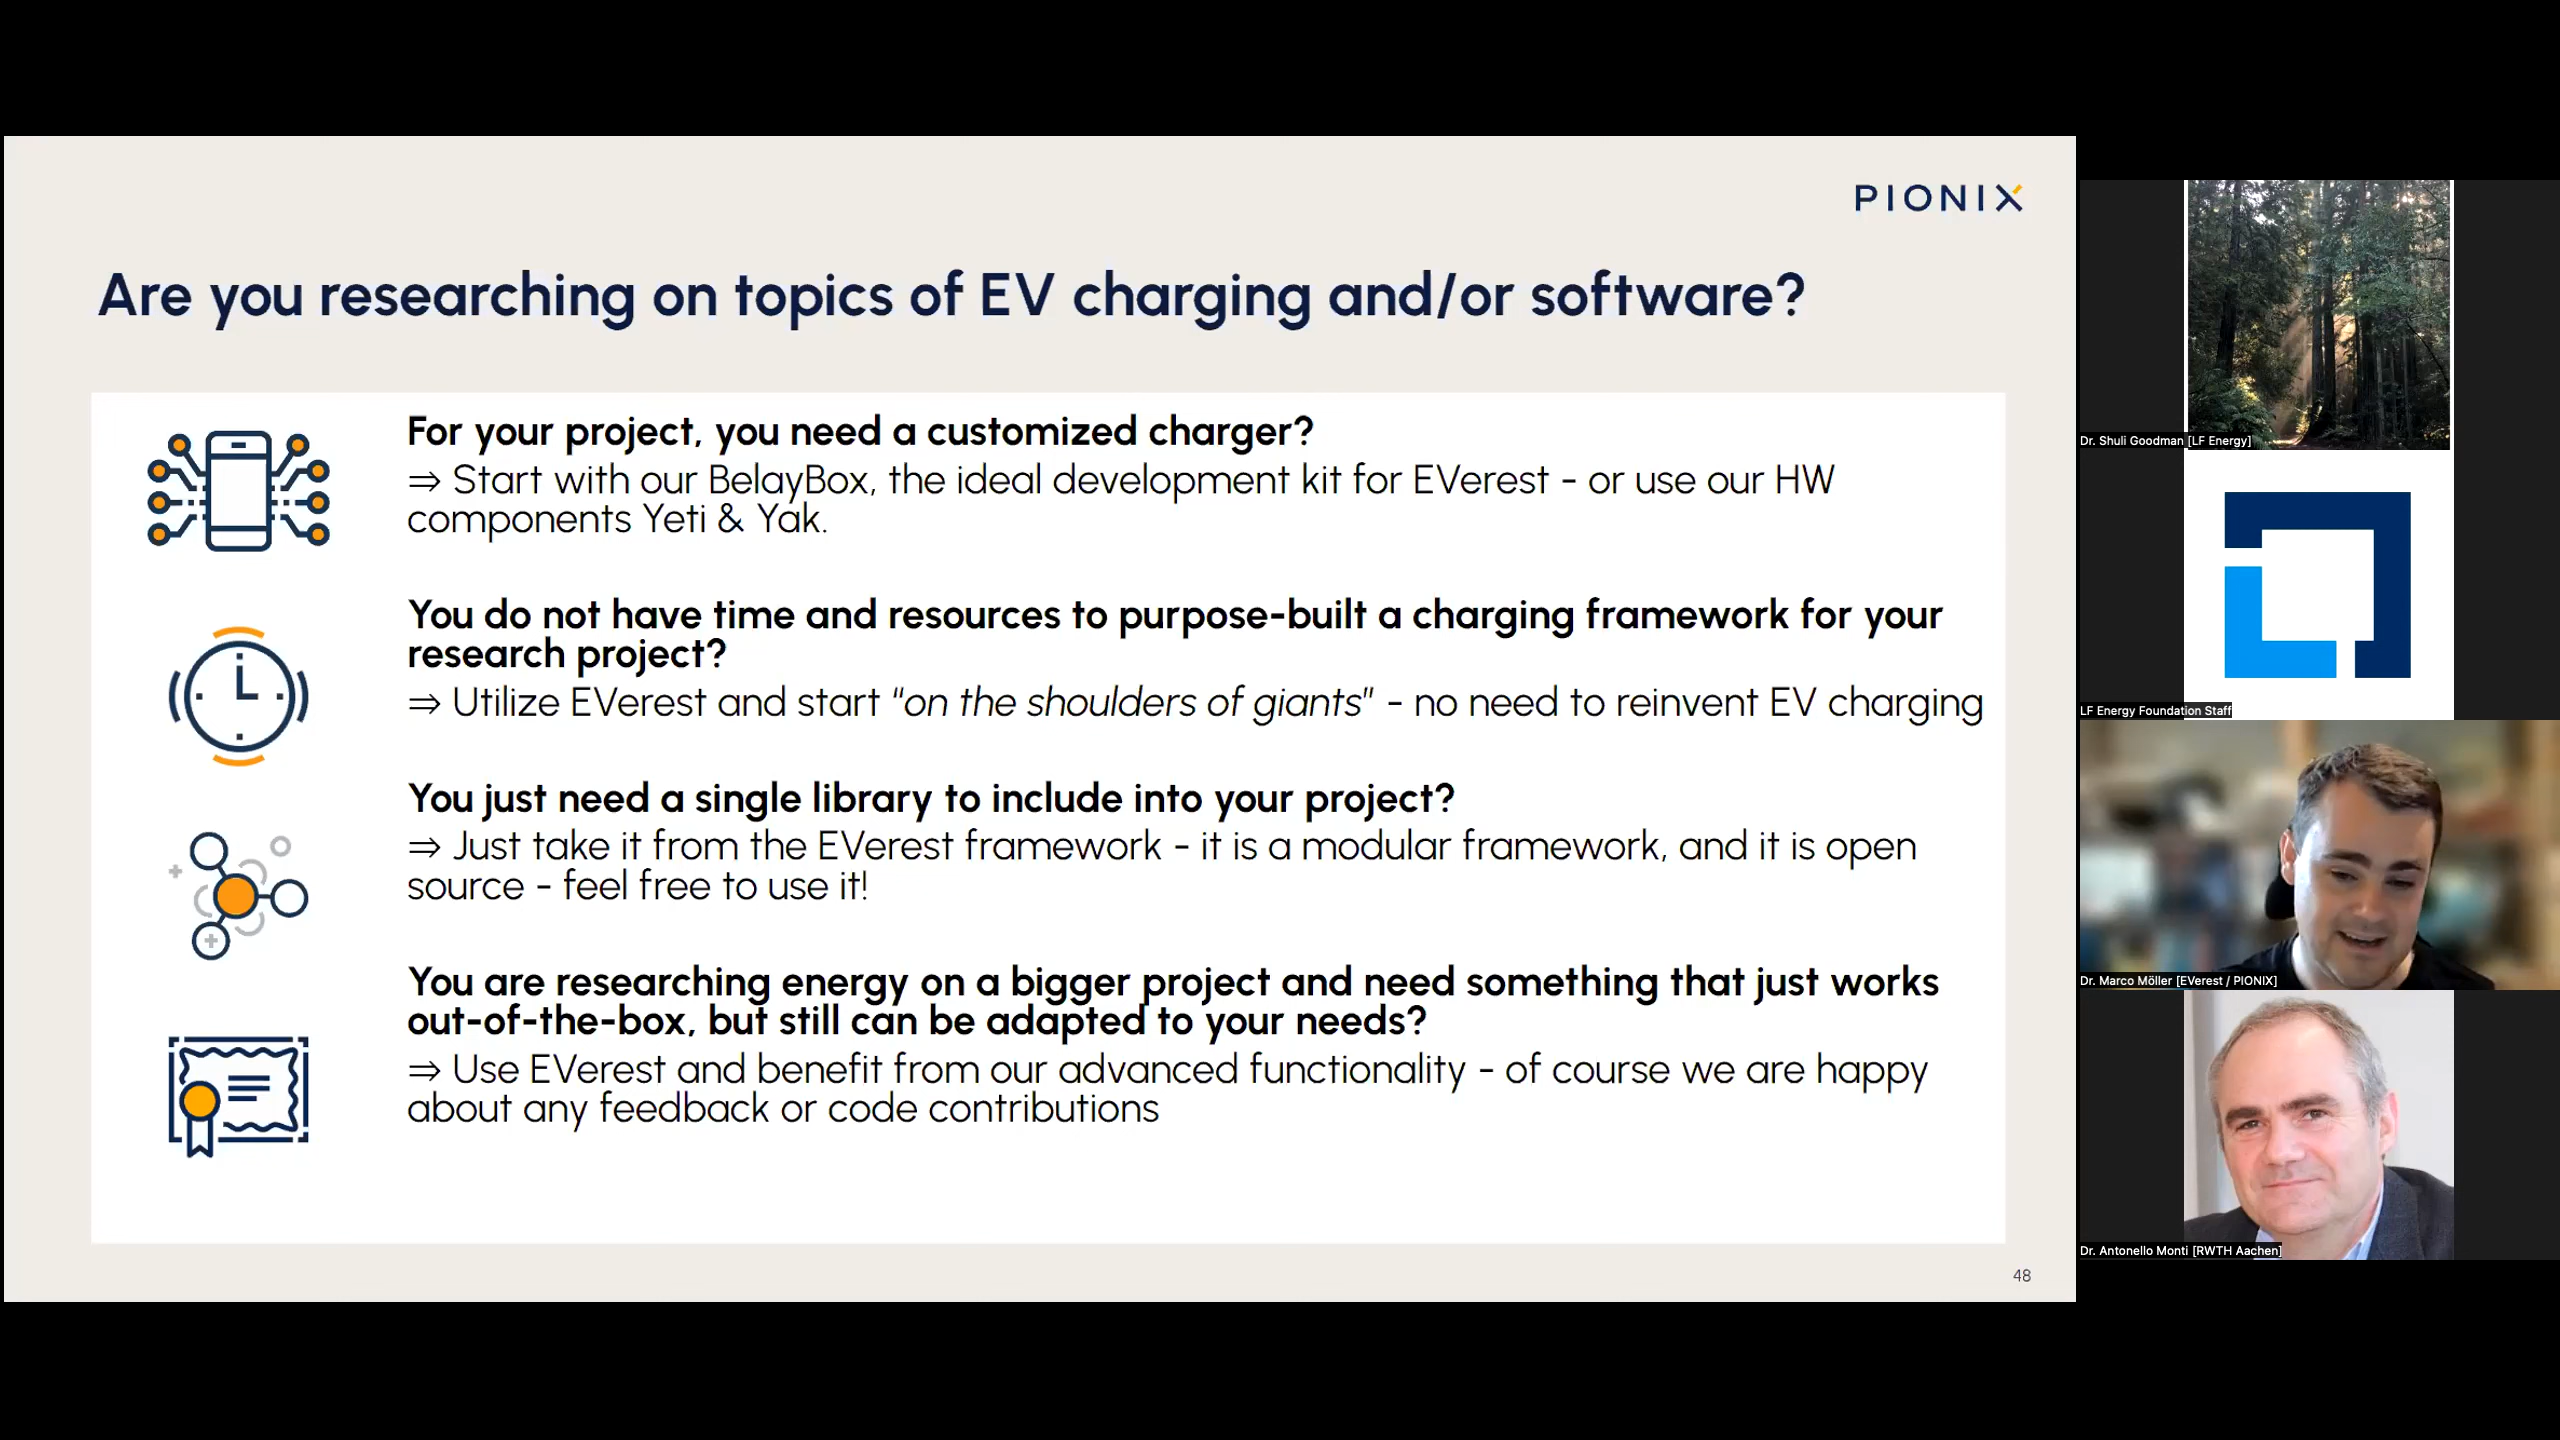 PIONIX
Are you researching on topics of EV charging and/or software?
For your project, you need a customized charger?
⇒ Start with our BelayBox, the ideal development kit for EVerest - or use our HW
components Yeti & Yak.
You do not have time and resources to purpose-built a charging framework for your
research project?
⇒ Utilize EVerest and start “on the shoulders of giants” - no need to reinvent EV charging
You just need a single library to include into your project?
⇒ Just take it from the EVerest framework - it is a modular framework, and it is open
source - feel free to use it!
You are researching energy on a bigger project and need something that just works
out-of-the-box, but still can be adapted to your needs?
⇒ Use EVerest and benefit from our advanced functionality - of course we are happy
about any feedback or code contributions
48
Dr. Shuli Goodman [LF Energy]
LF Energy Foundation Staff
Dr. Marco Möller [EVerest / PIONIX]
Dr. Antonello Monti [RWTH Aachen]